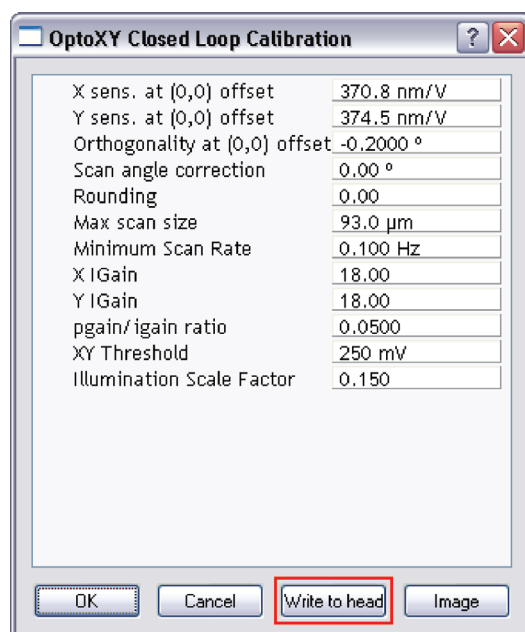 OptoXY Closed Loop Calibration
X sens. at (0,0) offset 370.8 nm/V
Y sens. at (0,0) offset 374.5 nm/V
Orthogonality at (0,0) offset -0.2000 º
Scan angle correction 0.00 º
Rounding 0.00
Max scan size 93.0 µm
Minimum Scan Rate 0.100 Hz
X IGain 18.00
Y IGain 18.00
pgain/igain ratio 0.0500
XY Threshold 250 mV
Illumination Scale Factor 0.150
OK Cancel Write to head Image